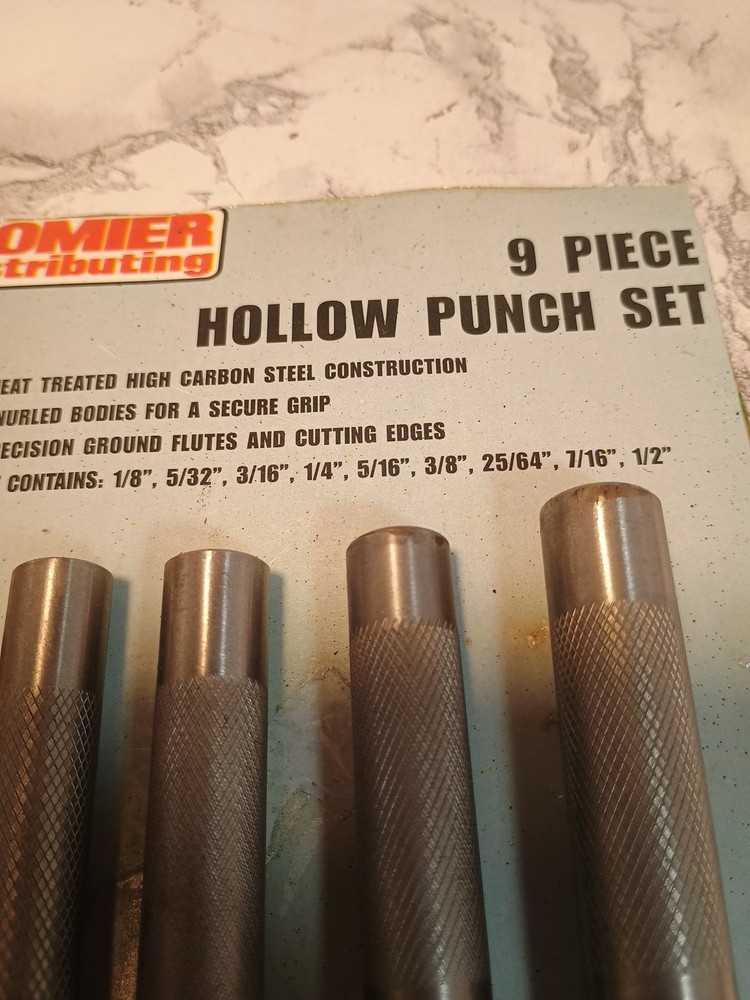 OMIER
stributing
9 PIECE
HOLLOW PUNCH SET
EAT TREATED HIGH CARBON STEEL CONSTRUCTION
NURLED BODIES FOR A SECURE GRIP
ECISION GROUND FLUTES AND CUTTING EDGES
CONTAINS: 1/8”, 5/32”, 3/16”, 1/4”, 5/16”, 3/8”, 25/64”, 7/16”, 1/2”